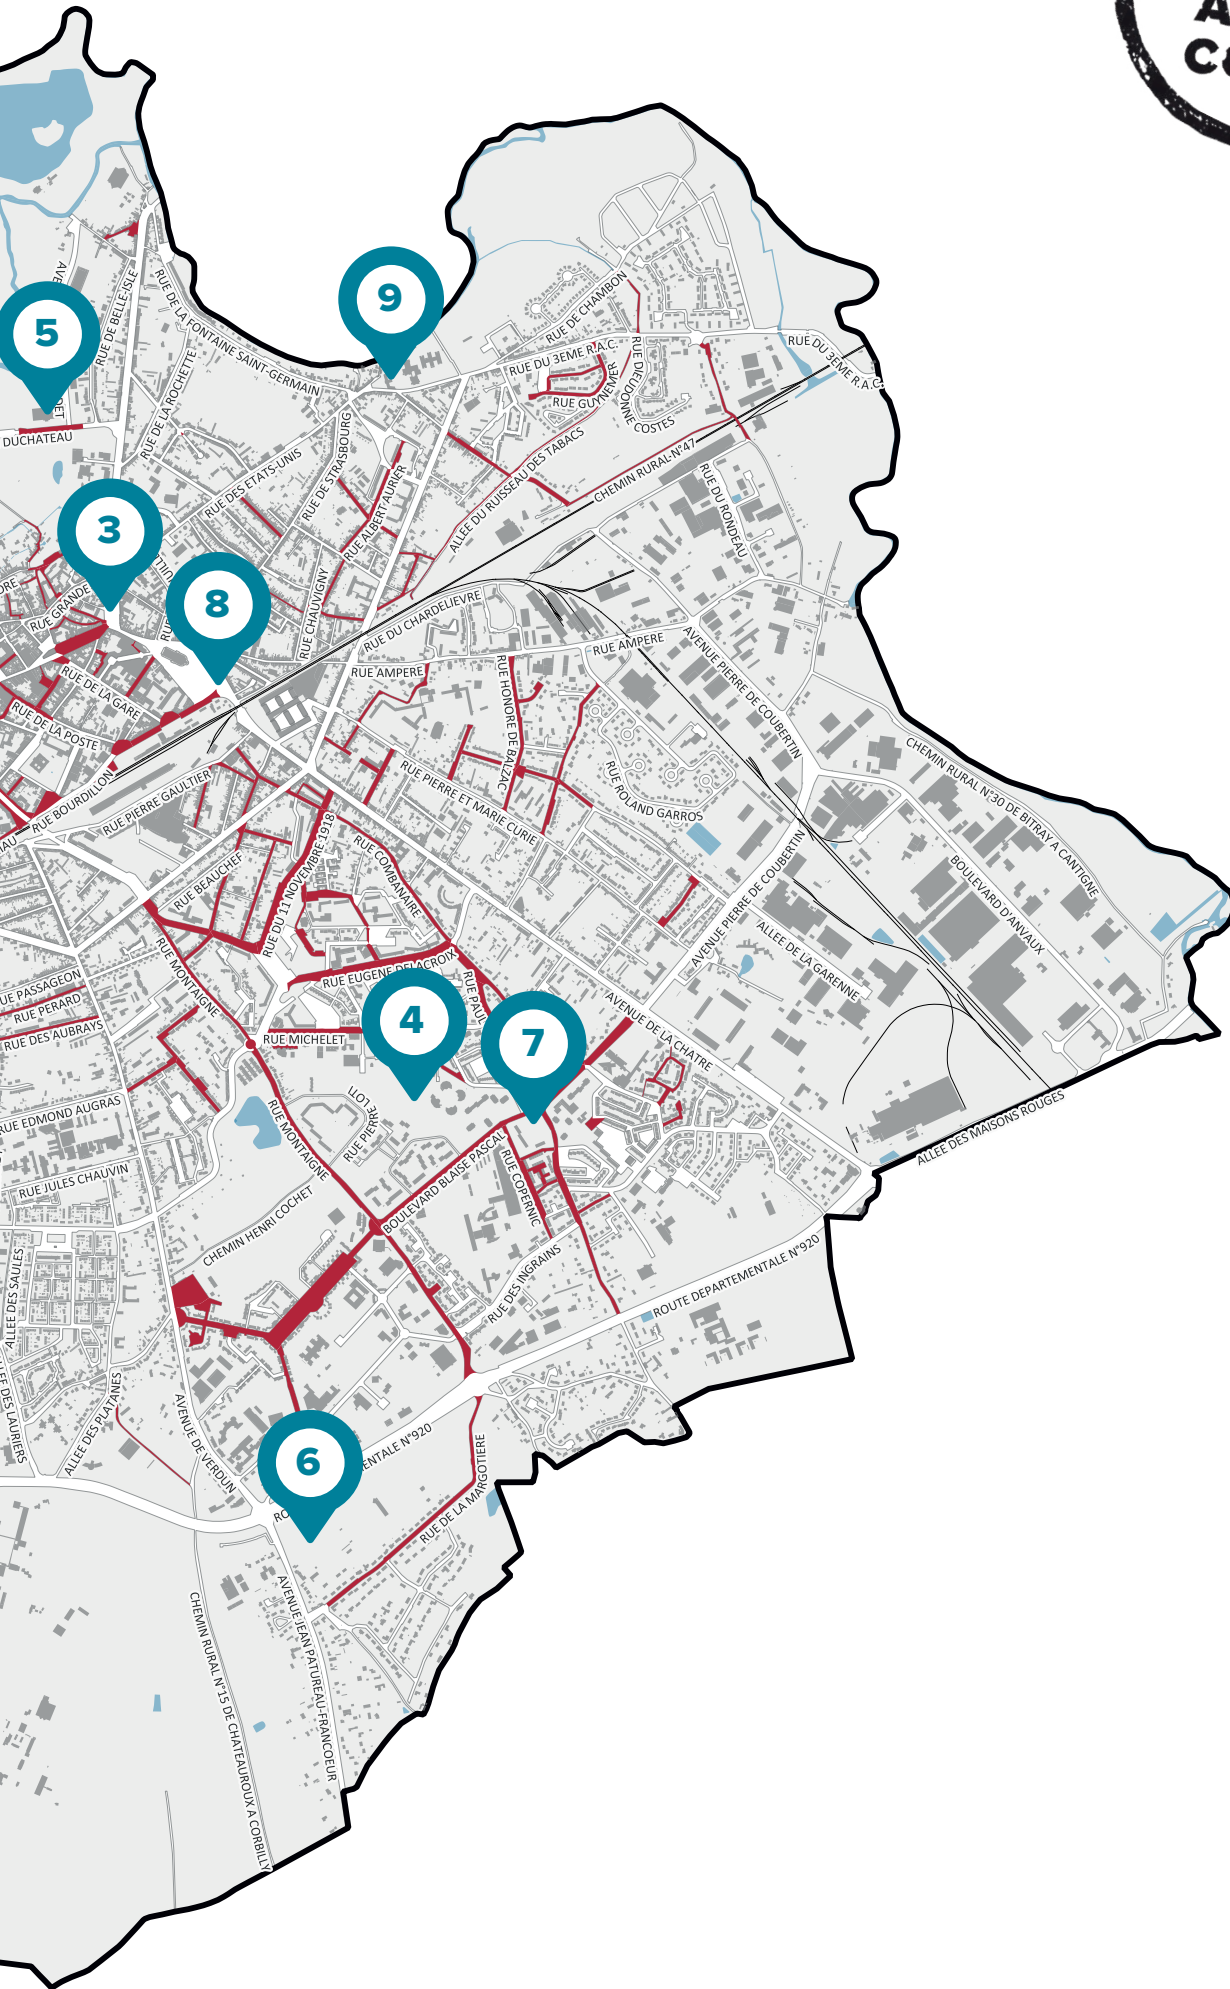 RUE DE BELLE-ISLE
RUE DE LA FONTAINE SAINT-GERMAIN
9
5
RUE DE CHAMBON
RUE DU 3EME R.A.C.
RUE DU 3EME R.A.C.
RUE DIEUDONNE COSTES
RUE GUYNEMER
DUCHATEAU
RUE DE LA ROCHETTE
RUE DES ETATS-UNIS
RUE DE STRASBOURG
RUE ALBERT AURIER
ALLEE DU RUISSEAU DES TABACS
CHEMIN RURAL N°47
RUE DU RONDEAU
3
8
RUE GRANDE
RUE CHAUVIGNY
RUE DU CHARDELIEVRE
RUE AMPERE
RUE AMPERE
RUE DE LA GARE
RUE DE LA POSTE
RUE HONORE DE BALZAC
AVENUE PIERRE DE COUBERTIN
RUE BOURDILLON
RUE PIERRE GAULTIER
RUE PIERRE ET MARIE CURIE
RUE ROLAND GARROS
CHEMIN RURAL N°30 DE BITRAY A CANTIGNE
RUE BEAUCHEF
RUE DU 11 NOVEMBRE 1918
RUE COMBANAIRE
AVENUE PIERRE DE COUBERTIN
BOULEVARD D'ANVAUX
ALLEE DE LA GARENNE
RUE MONTAIGNE
RUE EUGENE DELACROIX
RUE PAUL
UE PASSAGEON
RUE PERARD
RUE DES AUBRAYS
RUE MICHELET
4
7
AVENUE DE LA CHATRE
RUE EDMOND AUGRAS
RUE PIERRE LOTI
RUE MONTAIGNE
ALLEE DES MAISONS ROUGES
RUE JULES CHAUVIN
BOULEVARD BLAISE PASCAL
RUE COPERNIC
CHEMIN HENRI COCHET
RUE DES INGRAINS
ROUTE DEPARTEMENTALE N°920
ALLEE DES SAULES
ALLEE DES PLATANES
AVENUE DE VERDUN
6
ENTALE N°920
RUE DE LA MARGOTIERE
AVENUE JEAN PATUREAU-FRANCOEUR
CHEMIN RURAL N°15 DE CHATEAUROUX A CORBILLY